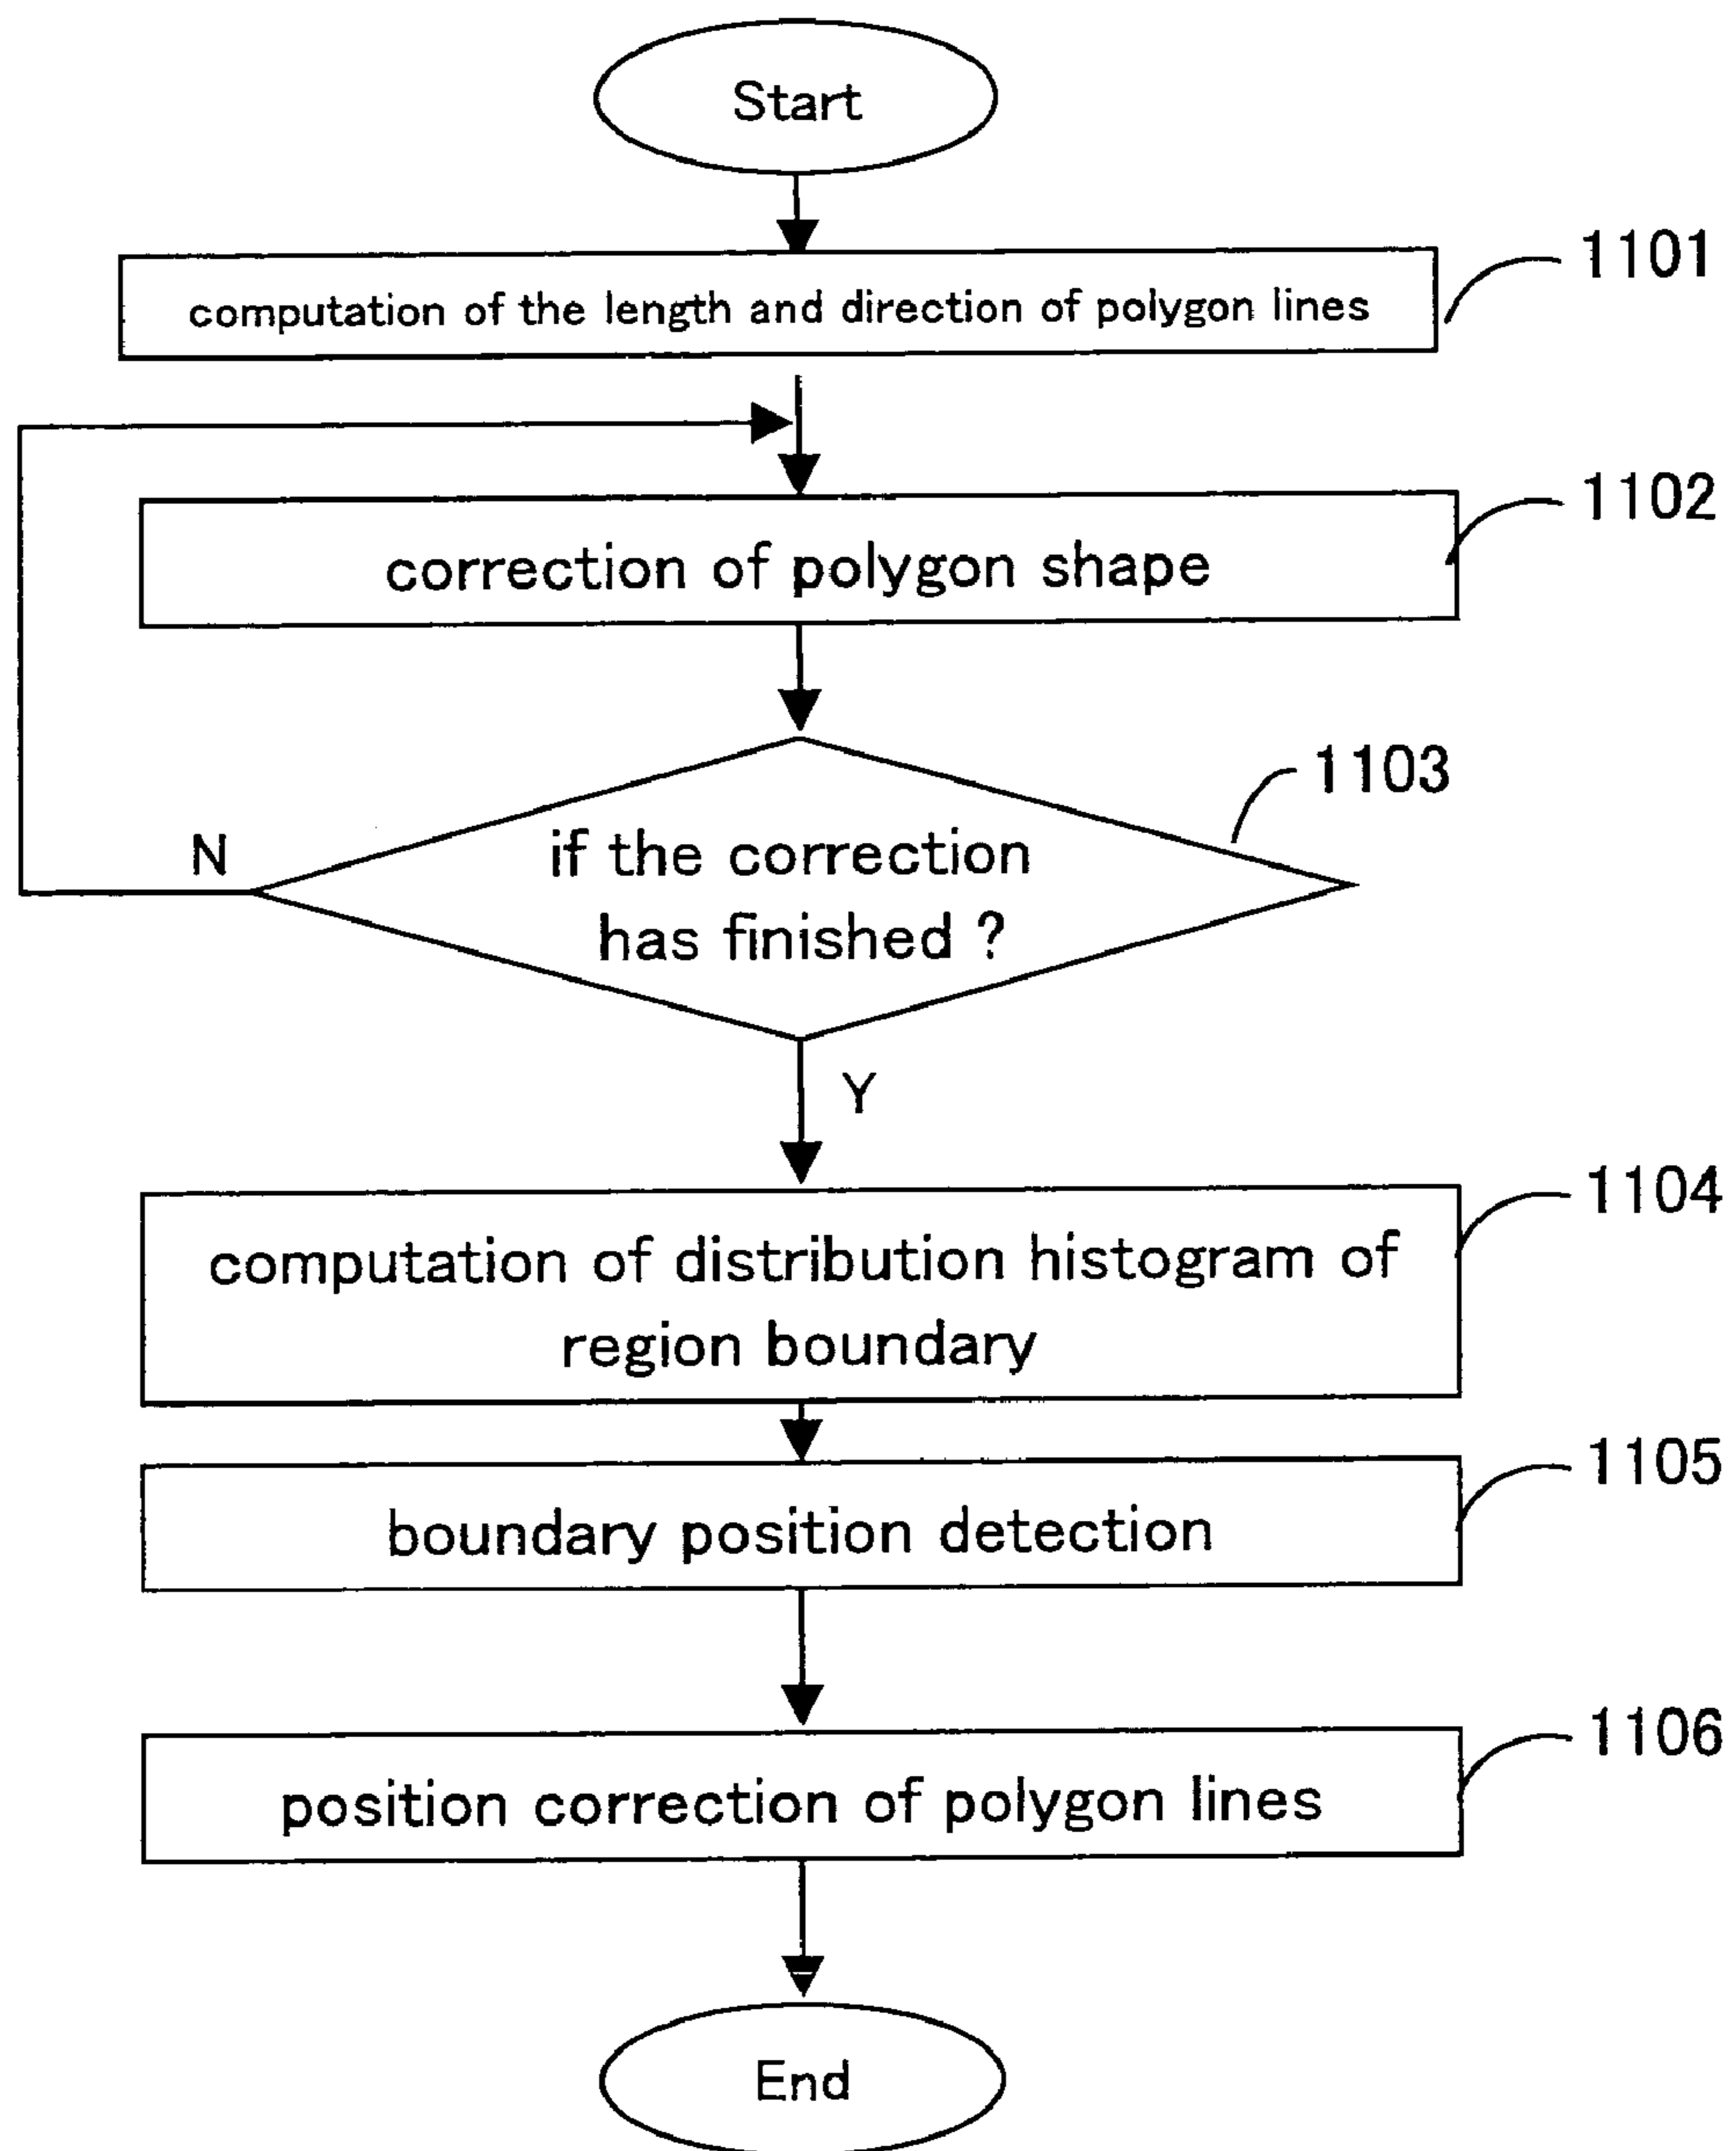 Start
1101
computation of the length and direction of polygon lines
1102
correction of polygon shape
1103
if the correction
has finished ?
N
Y
1104
computation of distribution histogram of
region boundary
1105
boundary position detection
1106
position correction of polygon lines
End